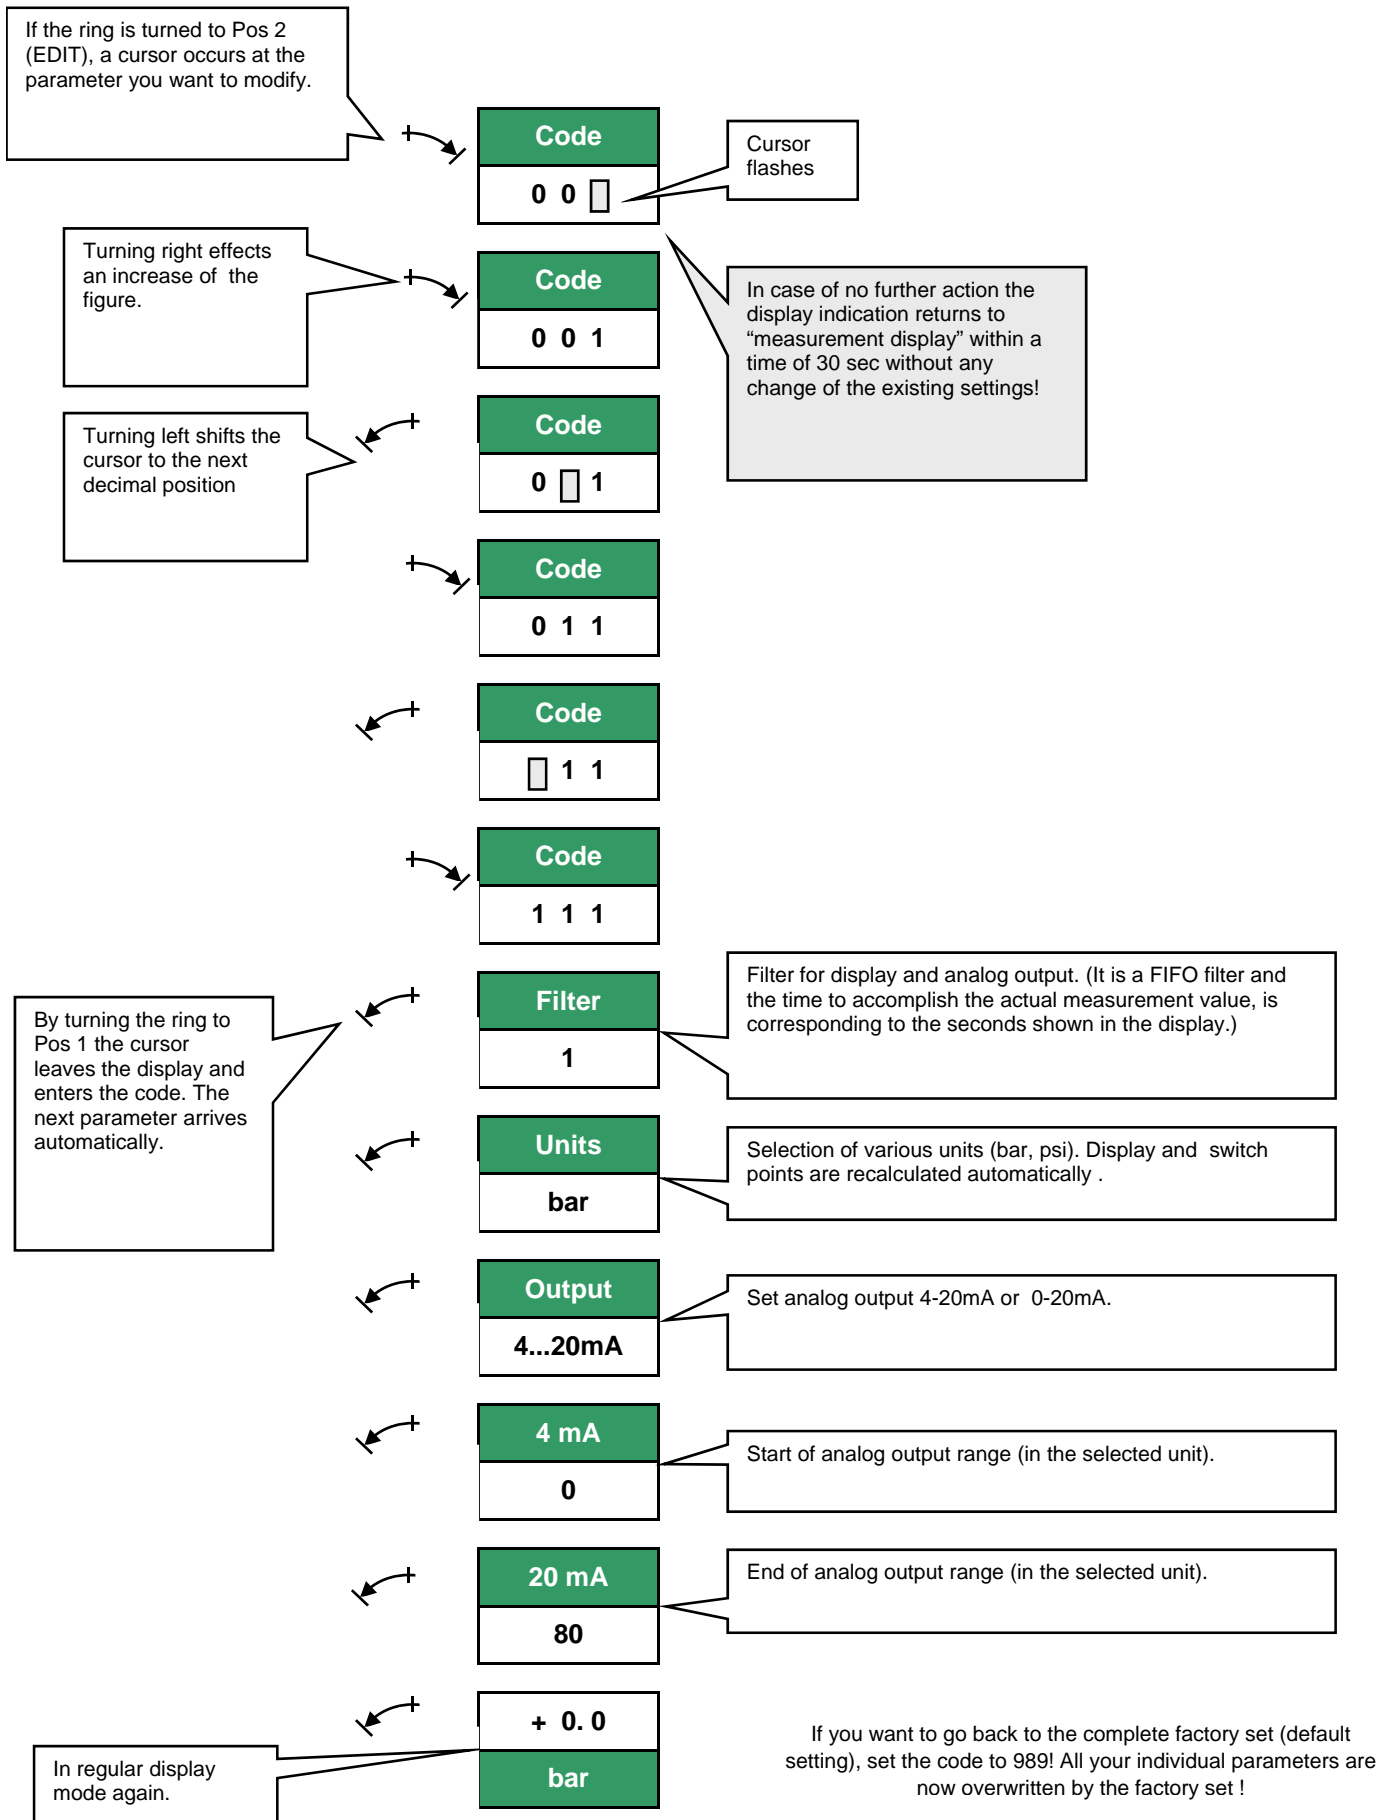 If the ring is turned to Pos 2
(EDIT), a cursor occurs at the
parameter you want to modify.
Code
0 0
Cursor
flashes
Turning right effects
an increase of  the
figure.
Code
0 0 1
In case of no further action the
display indication returns to
“measurement display” within a
time of 30 sec without any
change of the existing settings!
Turning left shifts the
cursor to the next
decimal position
Code
0 1
Code
0 1 1
Code
1 1
Code
1 1 1
By turning the ring to
Pos 1 the cursor
leaves the display and
enters the code. The
next parameter arrives
automatically.
Filter
1
Filter for display and analog output. (It is a FIFO filter and
the time to accomplish the actual measurement value, is
corresponding to the seconds shown in the display.)
Units
bar
Selection of various units (bar, psi). Display and  switch
points are recalculated automatically .
Output
4...20mA
Set analog output 4-20mA or  0-20mA.
4 mA
0
Start of analog output range (in the selected unit).
20 mA
80
End of analog output range (in the selected unit).
+ 0. 0
bar
In regular display
mode again.
If you want to go back to the complete factory set (default
setting), set the code to 989! All your individual parameters are
now overwritten by the factory set !